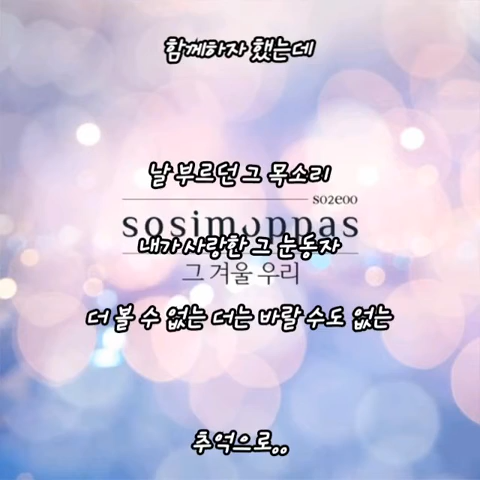 함께하자 했는데
날 부르던 그 목소리
s02e00
sosimoppas
내가 사랑한 그 눈동자
그 겨울 우리
더 볼 수 없는 더는 바랄 수도 없는
추억으로..